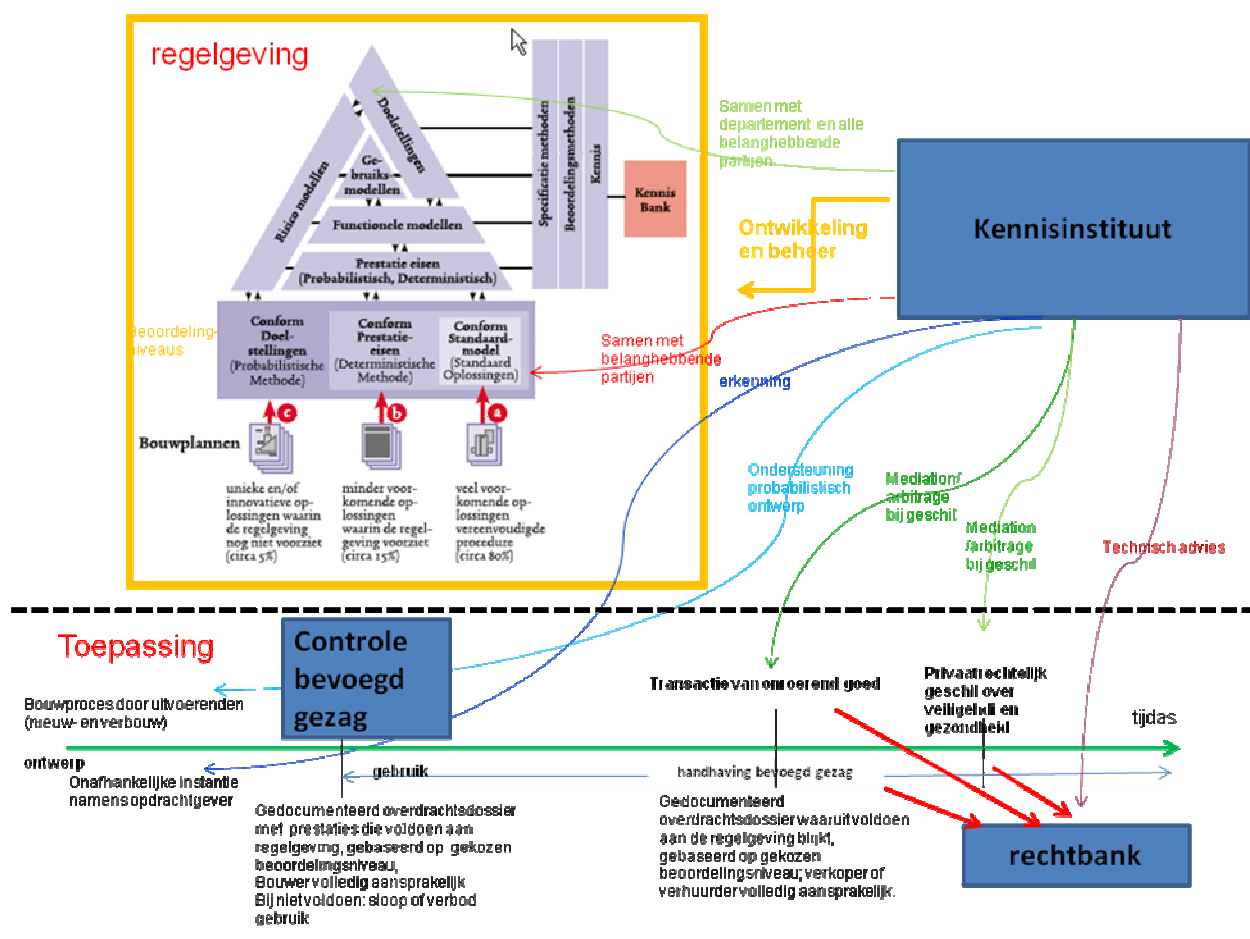 regelgeving
Doelstellingen
Risico modellen
Ge-
bruiks
modellen
Functionele modellen
Prestatie eisen
(Probabilistisch, Deterministisch)
Specificatie methoden
Beoordelingsmethoden
Kennis
Kennis
Bank
Beoordeling-
niveaus
Conform
Doel-
stellingen
(Probabilistische
Methode)
Conform
Prestatie-
eisen
(Deterministische
Methode)
Conform
Standaard-
model
(Standaard
Oplossingen)
c
b
a
Bouwplannen
unieke en/of
innovatieve op-
lossingen waarin
de regelgeving
nog niet voorziet
(circa 5%)
minder voor-
komende op-
lossingen
waarin de regel-
geving voorziet
(circa 15%)
veel voor-
komende op-
lossingen
vereenvoudigde
procedure
(circa 80%)
Samen met
departement en alle
belanghebbende
partijen
Ontwikkeling
en beheer
Kennisinstituut
Samen met
belanghebbende
partijen
erkenning
Ondersteuning
probabilistisch
ontwerp
Mediation/
arbitrage
bij geschil
Mediation
/arbitrage
bij geschil
Technisch advies
Toepassing
Controle
bevoegd
gezag
Bouwproces door uitvoerenden
(nieuw- en verbouw)
Transactie van onroerend goed
Privaatrechtelijk
geschil over
veiligehdi en
gezondheid
tijdas
ontwerp
Onafhankelijke instantie
namens opdrachtgever
gebruik
handhaving bevoegd gezag
Gedocumenteerd overdrachtsdossier
met prestaties die voldoen aan
regelgeving, gebaseerd op gekozen
beoordelingsniveau,
Bouwer volledig aansprakelijk
Bij niet voldoen: sloop of verbod
gebruik
Gedocumenteerd
overdrachtsdossier waaruit voldoen
aan de regelgeving blijkt,
gebaseerd op gekozen
beoordelingsniveau; verkoper of
verhuurder volledig aansprakelijk.
rechtbank